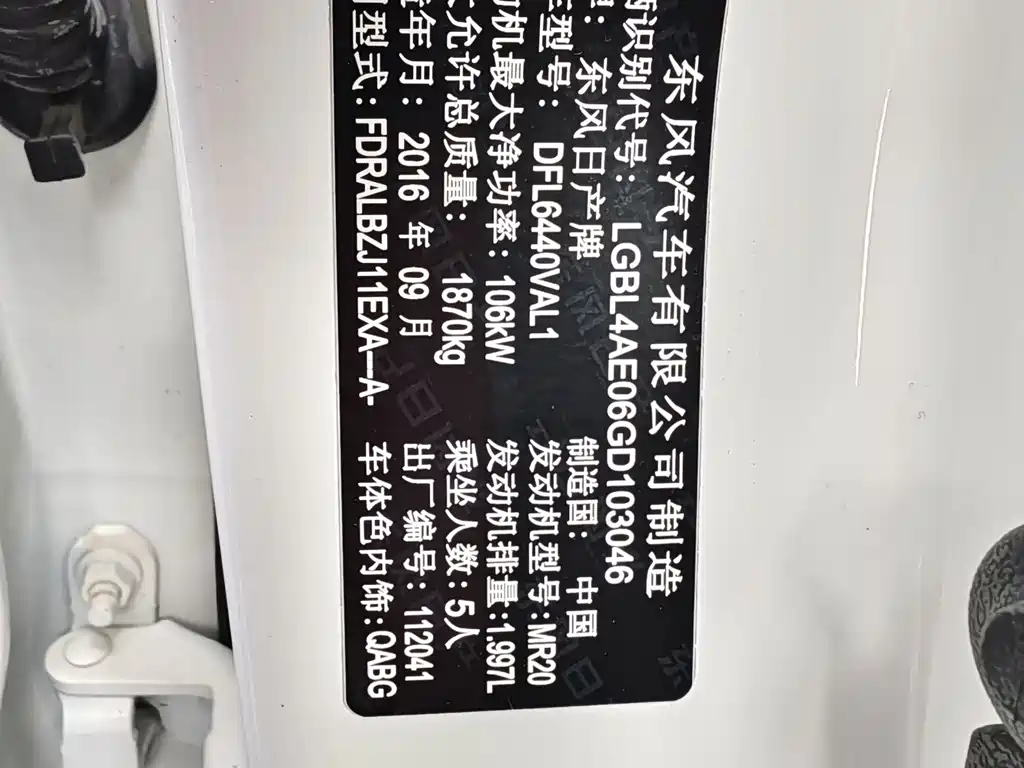 东风汽车有限公司制造
辆识别代号: LGBL4AE06GD103046
: 东风日产牌 制造国: 中国
车型号: DFL6440VAL1 发动机型号:MR20
动机最大净功率: 106kW 发动机排量:1.997L
大允许总质量: 1870kg 乘坐人数: 5人
年月: 2016 年 09 月 出厂编号: 112041
型式: FDRALBZJ11EXA—A- 车体色内饰: QABG